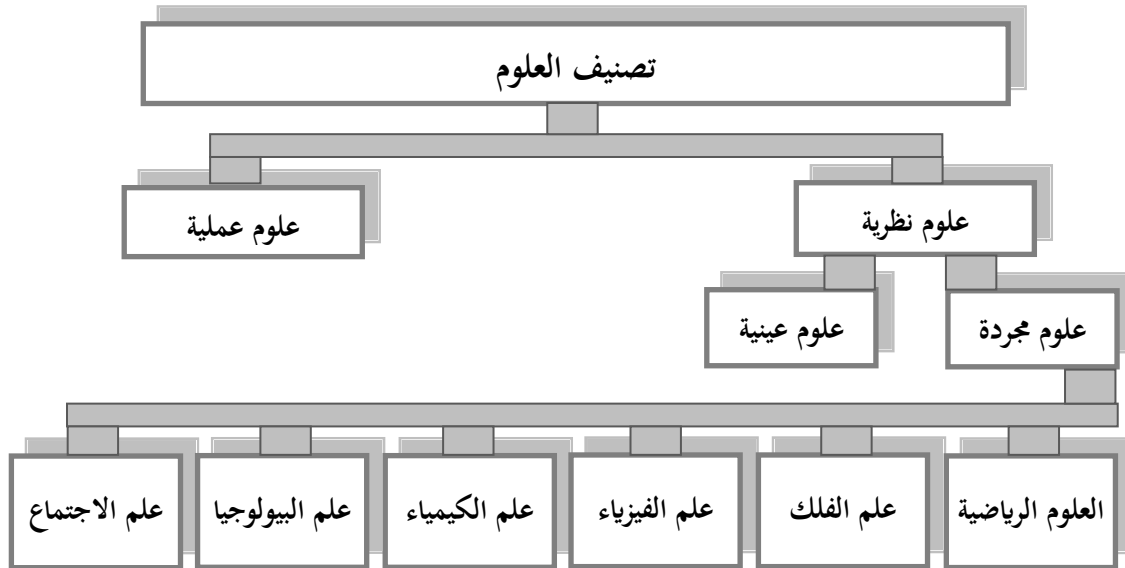 تصنيف العلوم
علوم نظرية
علوم عملية
علوم مجردة
علوم عينية
العلوم الرياضية
علم الفلك
علم الفيزياء
علم الكيمياء
علم البيولوجيا
علم الاجتماع